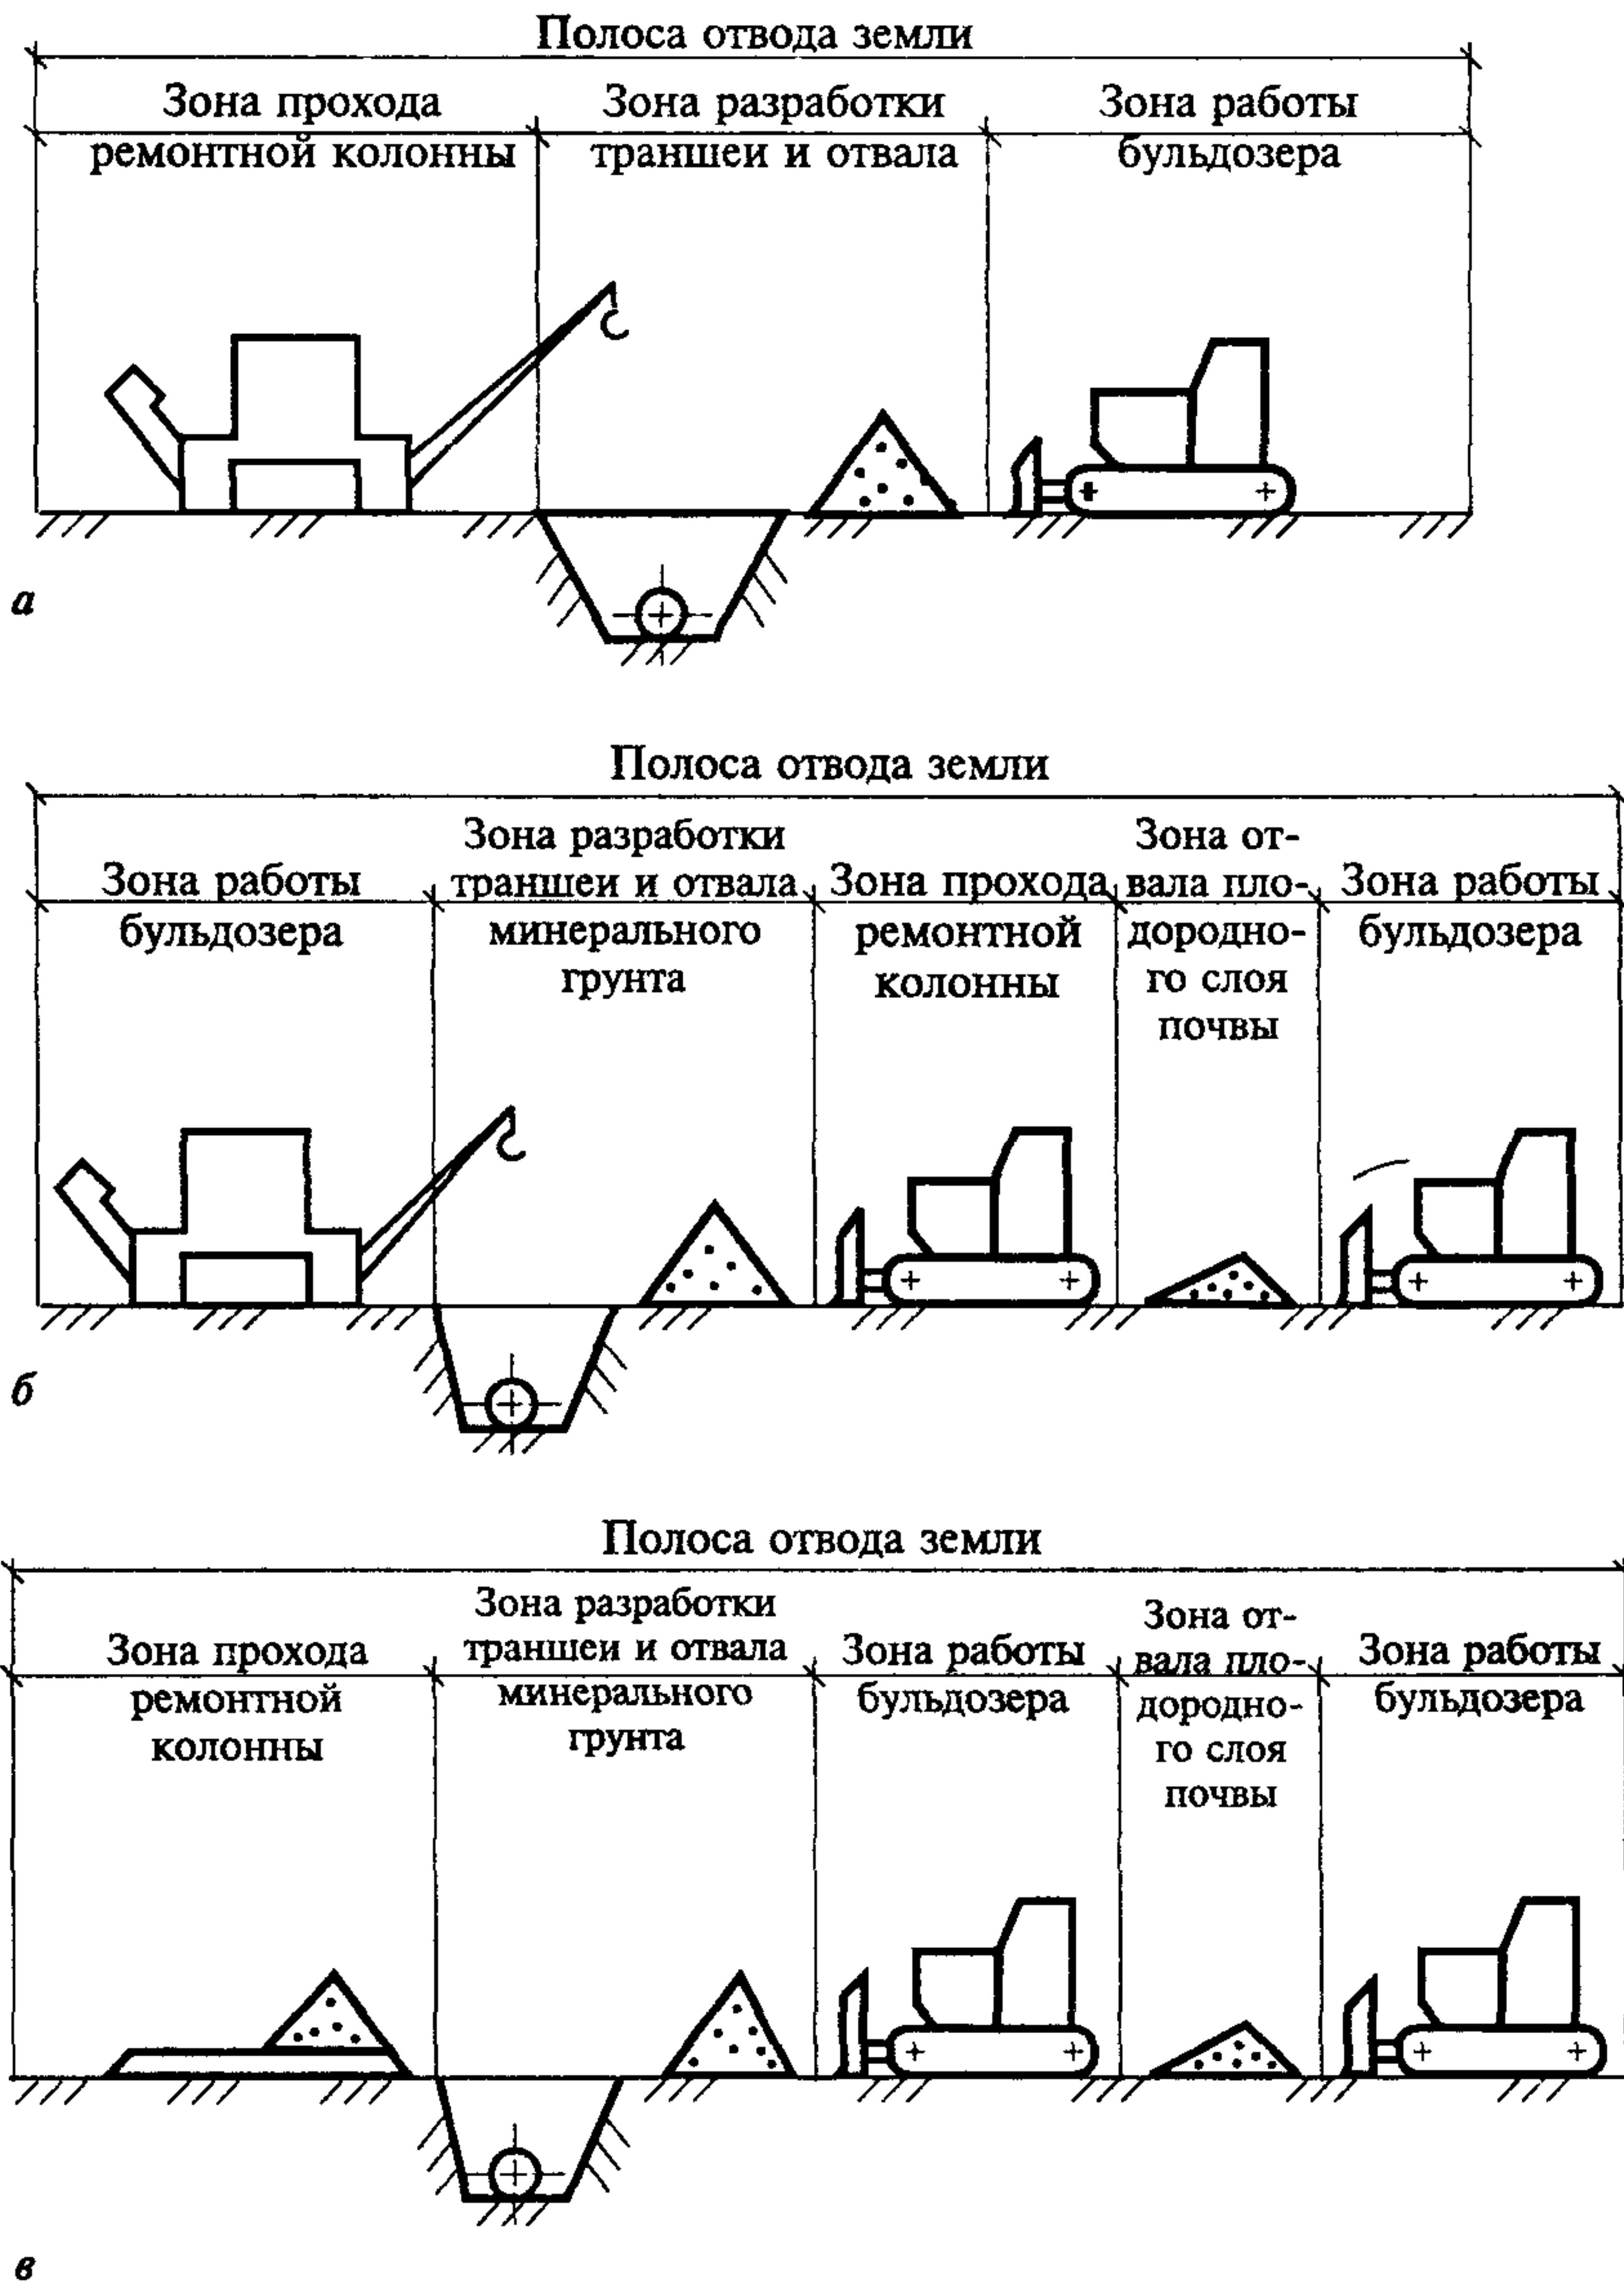 Полоса отвода земли
Зона прохода
ремонтной колонны
Зона разработки
траншеи и отвала
Зона работы
бульдозера
а
Полоса отвода земли
Зона работы
бульдозера
Зона разработки
траншеи и отвала
минерального
грунта
Зона прохода
ремонтной
колонны
Зона от-
вала пло-
дородно-
го слоя
почвы
Зона работы
бульдозера
б
Полоса отвода земли
Зона прохода
ремонтной
колонны
Зона разработки
траншеи и отвала
минерального
грунта
Зона работы
бульдозера
Зона от-
вала пло-
дородно-
го слоя
почвы
Зона работы
бульдозера
в